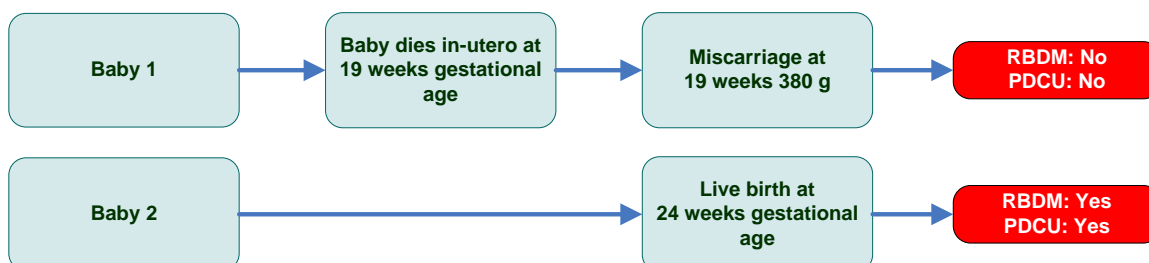 Baby 1
Baby dies in-utero at
19 weeks gestational
age
Miscarriage at
19 weeks 380 g
RBDM: No
PDCU: No
Baby 2
Live birth at
24 weeks gestational
age
RBDM: Yes
PDCU: Yes